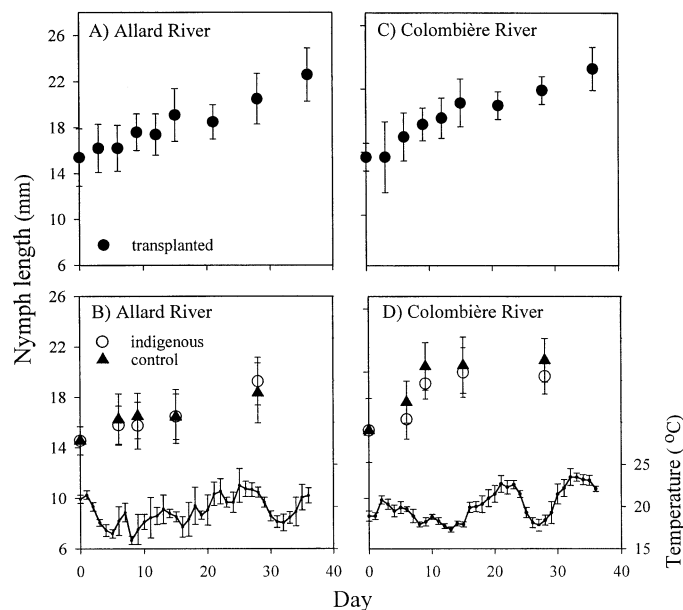 A) Allard River
C) Colombière River
26
22
18
14
10
6
transplanted
Nymph length (mm)
B) Allard River
D) Colombière River
indigenous
control
26
22
18
14
10
6
25
20
15
Temperature ( °C)
0 10 20 30 40
0 10 20 30 40
Day